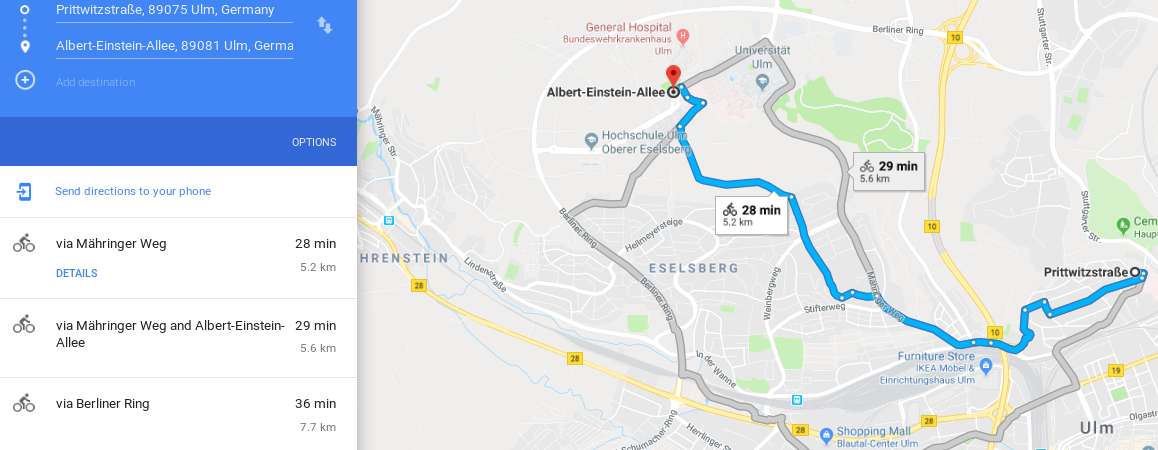 Prittwitzstraße, 89075 Ulm, Germany
Albert-Einstein-Allee, 89081 Ulm, Germa
Add destination
OPTIONS
Send directions to your phone
via Mähringer Weg
28 min
5.2 km
DETAILS
via Mähringer Weg and Albert-Einstein-
Allee
29 min
5.6 km
via Berliner Ring
36 min
7.7 km
General Hospital
Bundeswehrkrankenhaus
Ulm
H
Universität
Ulm
Berliner Ring
10
Stuttgarter Str.
Albert-Einstein-Allee
Mähringer Str.
Hochschule Ulm
Oberer Eselsberg
29 min
5.6 km
28 min
5.2 km
Berliner Ring
10
Stuttgarter Str.
Cem
Haupt
Heilmeyersteige
HRENSTEIN
Lindenstraße
ESELSBERG
Prittwitzstraße
28
Berliner Ring
Weinbergweg
Stifterweg
Mähringer Weg
10
28
In der Wanne
Furniture Store
IKEA Möbel &
Einrichtungshaus Ulm
19
28
28
Shopping Mall
Blautal-Center Ulm
Schumacher-Ring
Herrlinger
Ulm
Olgastr